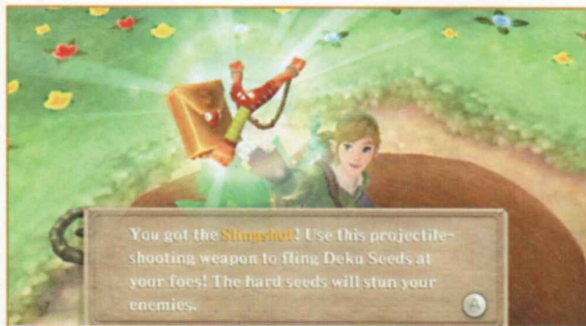 You got the Slingshot! Use this projectile-
shooting weapon to fling Deku Seeds at
your foes! The hard seeds will stun your
enemies.
A